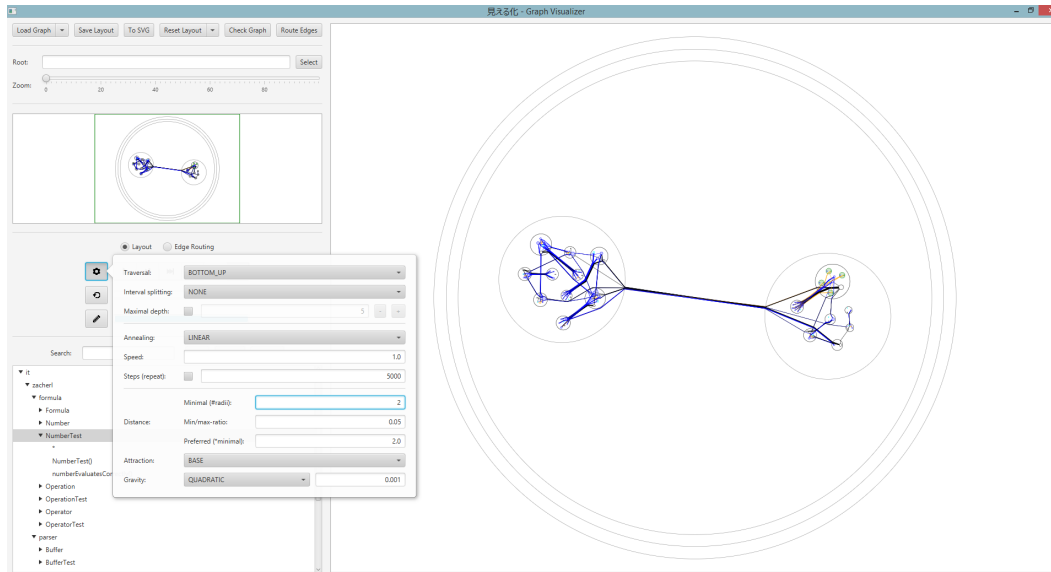 見える化 - Graph Visualizer
Load Graph Save Layout To SVG Reset Layout Check Graph Route Edges
Root: Select
Zoom:
0 20 40 60 80
Layout Edge Routing
Traversal: BOTTOM_UP
Interval splitting: NONE
Maximal depth: 5 - +
Annealing: LINEAR
Speed: 1.0
Steps (repeat): 5000
Minimal (#radii): 2
Distance: Min/max-ratio: 0.05
Preferred (*minimal): 2.0
Attraction: BASE
Gravity: QUADRATIC 0.001
Search:
it
zacherl
formula
Formula
Number
NumberTest
*
NumberTest()
numberEvaluatesCor
Operation
OperationTest
Operator
OperatorTest
parser
Buffer
BufferTest